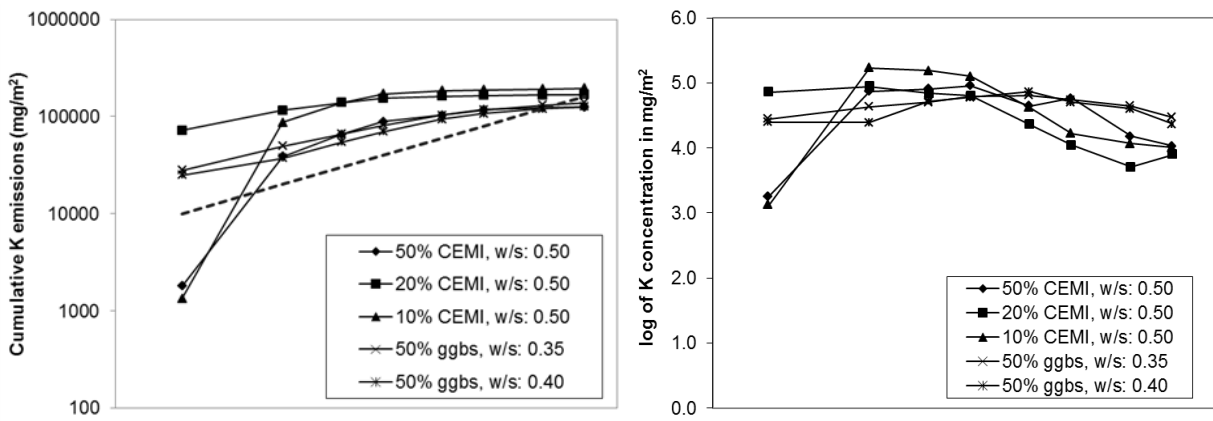 Cumulative K emissions (mg/m²)
1000000
100000
10000
1000
100
50% CEMI, w/s: 0.50
20% CEMI, w/s: 0.50
10% CEMI, w/s: 0.50
50% ggbs, w/s: 0.35
50% ggbs, w/s: 0.40
log of K concentration in mg/m²
6.0
5.0
4.0
3.0
2.0
1.0
0.0
50% CEMI, w/s: 0.50
20% CEMI, w/s: 0.50
10% CEMI, w/s: 0.50
50% ggbs, w/s: 0.35
50% ggbs, w/s: 0.40